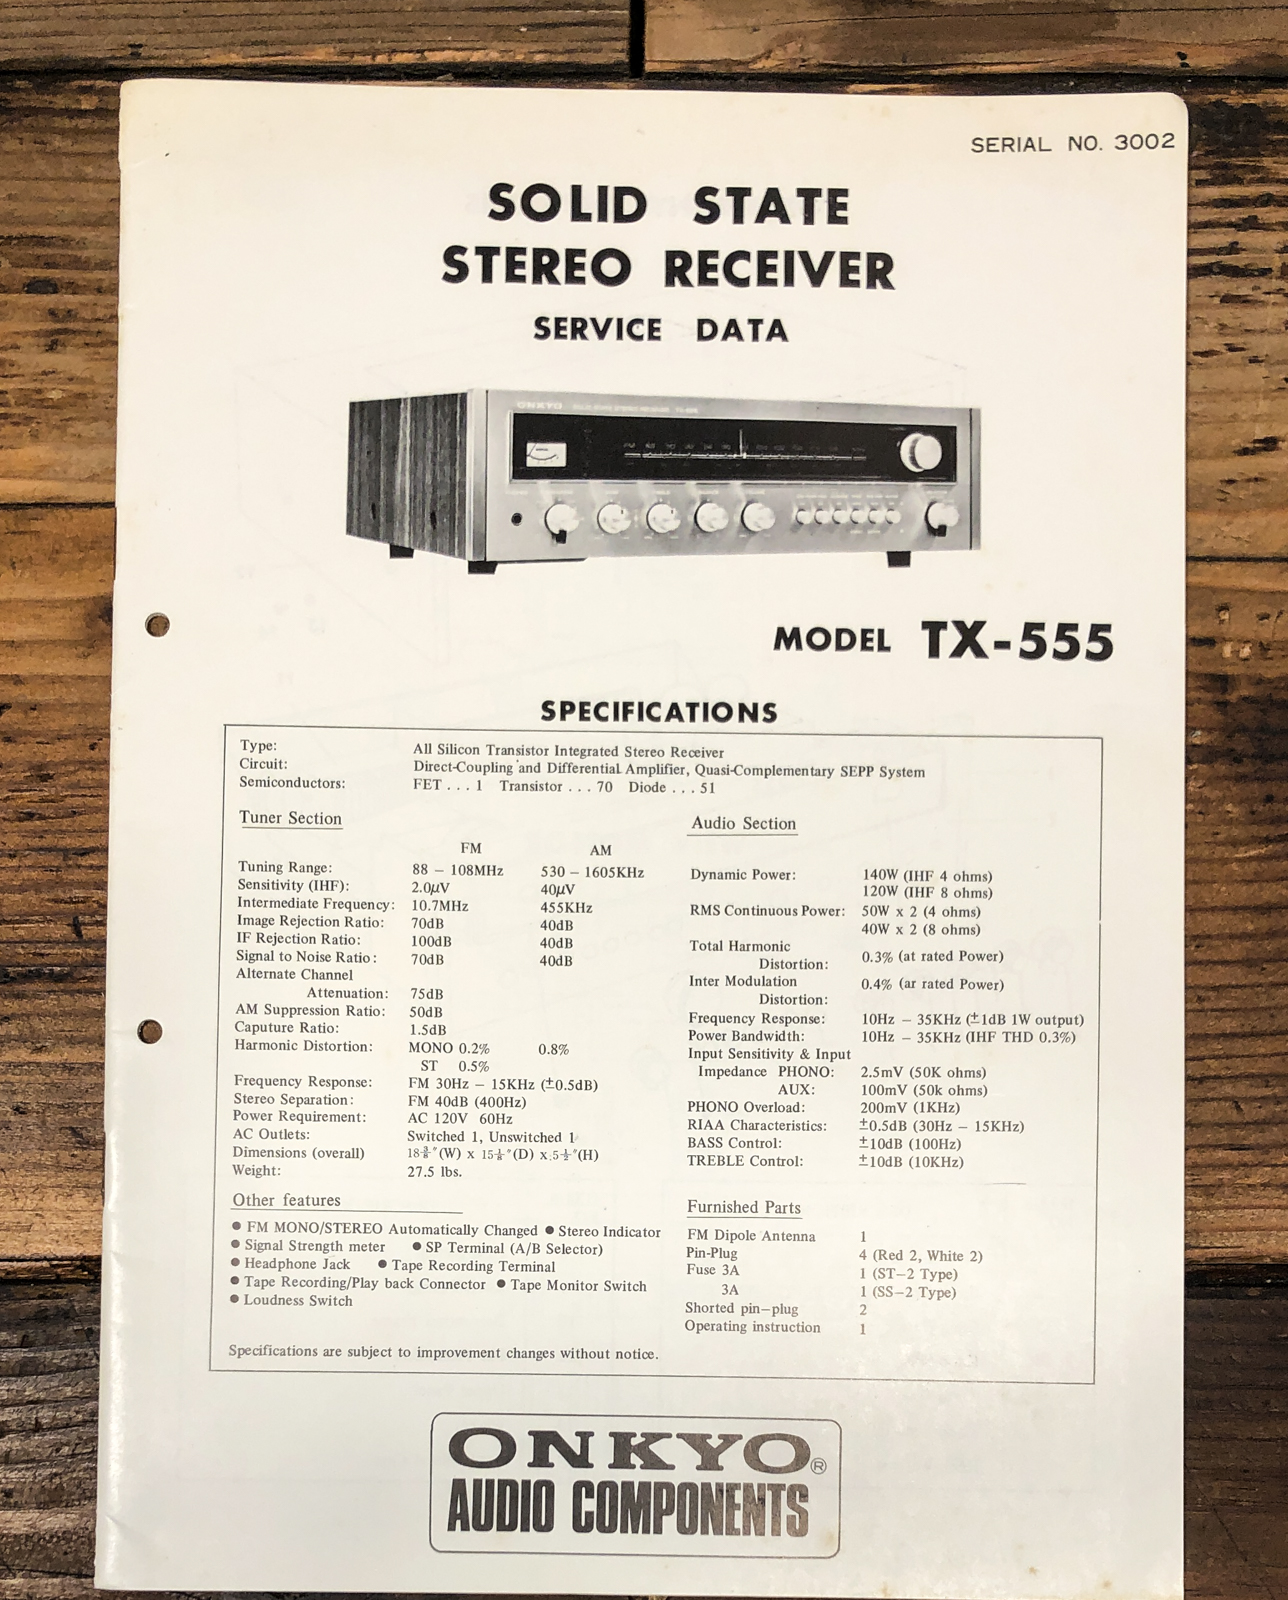 SERIAL NO. 3002
SOLID STATE
STEREO RECEIVER
SERVICE DATA
ONKYO
MODEL TX-555
SPECIFICATIONS
Type: All Silicon Transistor Integrated Stereo Receiver
Circuit: Direct-Coupling and Differential Amplifier, Quasi-Complementary SEPP System
Semiconductors: FET . . . 1 Transistor . . . 70 Diode . . . 51
Tuner Section
FM AM
Tuning Range: 88 – 108MHz 530 – 1605KHz
Sensitivity (IHF): 2.0μV 40μV
Intermediate Frequency: 10.7MHz 455KHz
Image Rejection Ratio: 70dB 40dB
IF Rejection Ratio: 100dB 40dB
Signal to Noise Ratio: 70dB 40dB
Alternate Channel
Attenuation: 75dB
AM Suppression Ratio: 50dB
Caputure Ratio: 1.5dB
Harmonic Distortion: MONO 0.2% 0.8%
ST 0.5%
Frequency Response: FM 30Hz – 15KHz (±0.5dB)
Stereo Separation: FM 40dB (400Hz)
Power Requirement: AC 120V 60Hz
AC Outlets: Switched 1, Unswitched 1
Dimensions (overall) 18⅜″(W) x 15⅛″(D) x 5½″(H)
Weight: 27.5 lbs.
Other features
● FM MONO/STEREO Automatically Changed ● Stereo Indicator
● Signal Strength meter ● SP Terminal (A/B Selector)
● Headphone Jack ● Tape Recording Terminal
● Tape Recording/Play back Connector ● Tape Monitor Switch
● Loudness Switch
Audio Section
Dynamic Power: 140W (IHF 4 ohms)
120W (IHF 8 ohms)
RMS Continuous Power: 50W x 2 (4 ohms)
40W x 2 (8 ohms)
Total Harmonic
Distortion: 0.3% (at rated Power)
Inter Modulation
Distortion: 0.4% (ar rated Power)
Frequency Response: 10Hz – 35KHz (±1dB 1W output)
Power Bandwidth: 10Hz – 35KHz (IHF THD 0.3%)
Input Sensitivity & Input
Impedance PHONO: 2.5mV (50K ohms)
AUX: 100mV (50k ohms)
PHONO Overload: 200mV (1KHz)
RIAA Characteristics: ±0.5dB (30Hz – 15KHz)
BASS Control: ±10dB (100Hz)
TREBLE Control: ±10dB (10KHz)
Furnished Parts
FM Dipole Antenna 1
Pin-Plug 4 (Red 2, White 2)
Fuse 3A 1 (ST–2 Type)
3A 1 (SS–2 Type)
Shorted pin–plug 2
Operating instruction 1
Specifications are subject to improvement changes without notice.
ONKYO®
AUDIO COMPONENTS